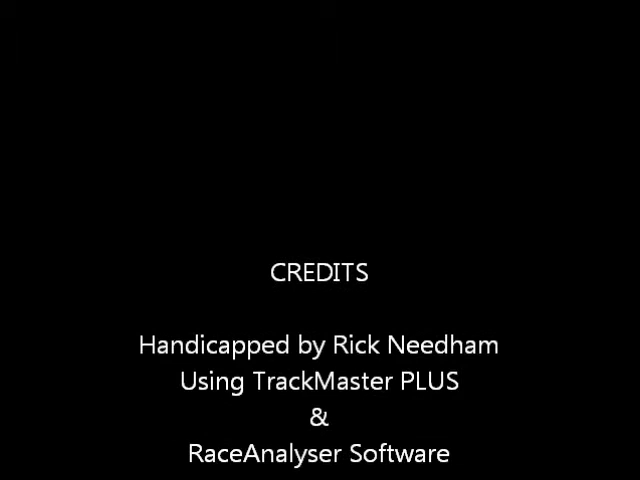 CREDITS
Handicapped by Rick Needham
Using TrackMaster PLUS
&
RaceAnalyser Software